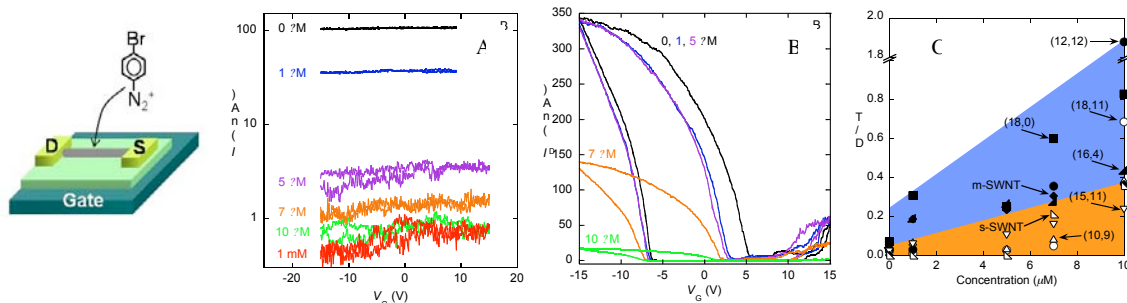 Br
N2+
D
S
Gate
A
B
100
10
1
0 ?M
1 ?M
5 ?M
7 ?M
10 ?M
1 mM
I (nA)
-20
-10
0
10
20
VG (V)
B
B
350
300
250
200
150
100
50
0
0, 1, 5 ?M
7 ?M
10 ?M
ID (nA)
-15
-10
-5
0
5
10
15
VG (V)
C
2.0
1.8
0.8
0.6
0.4
0.2
0.0
D/T
(12,12)
(18,11)
(18,0)
(16,4)
m-SWNT
(15,11)
s-SWNT
(10,9)
0
2
4
6
8
10
Concentration (μM)